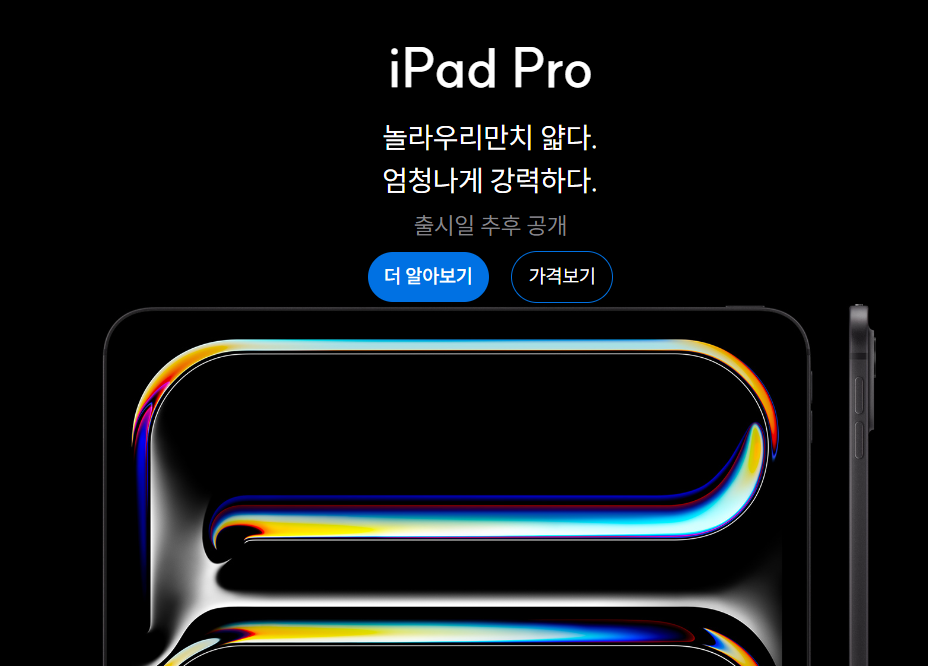 iPad Pro
놀라우리만치 얇다.
엄청나게 강력하다.
출시일 추후 공개
더 알아보기
가격보기